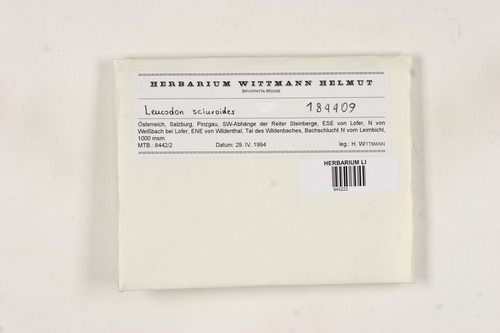 HERBARIUM WITTMANN HELMUT
BRYOPHYTA-MOOSE
Leucodon sciuroides 184409
Österreich, Salzburg, Pinzgau, SW-Abhänge der Reiter Steinberge, ESE von Lofer, N von
Weißbach bei Lofer, ENE von Wildenthal, Tal des Wildenbaches, Bachschlucht N vom Leimbichl,
1000 msm.
MTB.: 8442/2 Datum: 29. IV. 1994 leg.: H. WITTMANN
HERBARIUM LI
943222